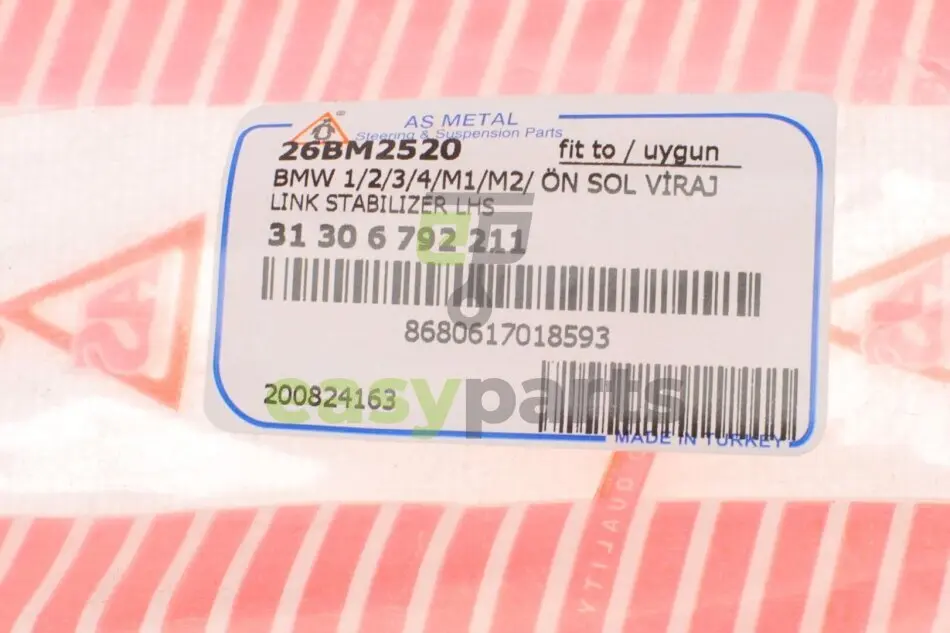 AS METAL
Steering & Suspension Parts
26BM2520 fit to / uygun
BMW 1/2/3/4/M1/M2/ ÖN SOL VİRAJ
LINK STABILIZER LHS
31 30 6 792 211
8680617018593
easyparts
200824163
MADE IN TURKEY
QUALITY